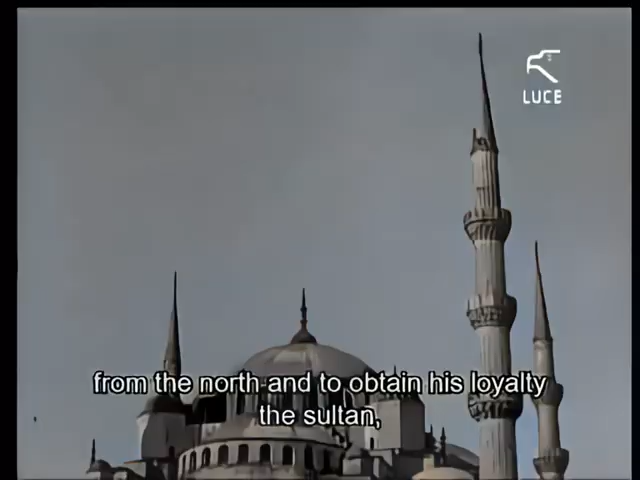 LUCE
from the north and to obtain his loyalty
the sultan,